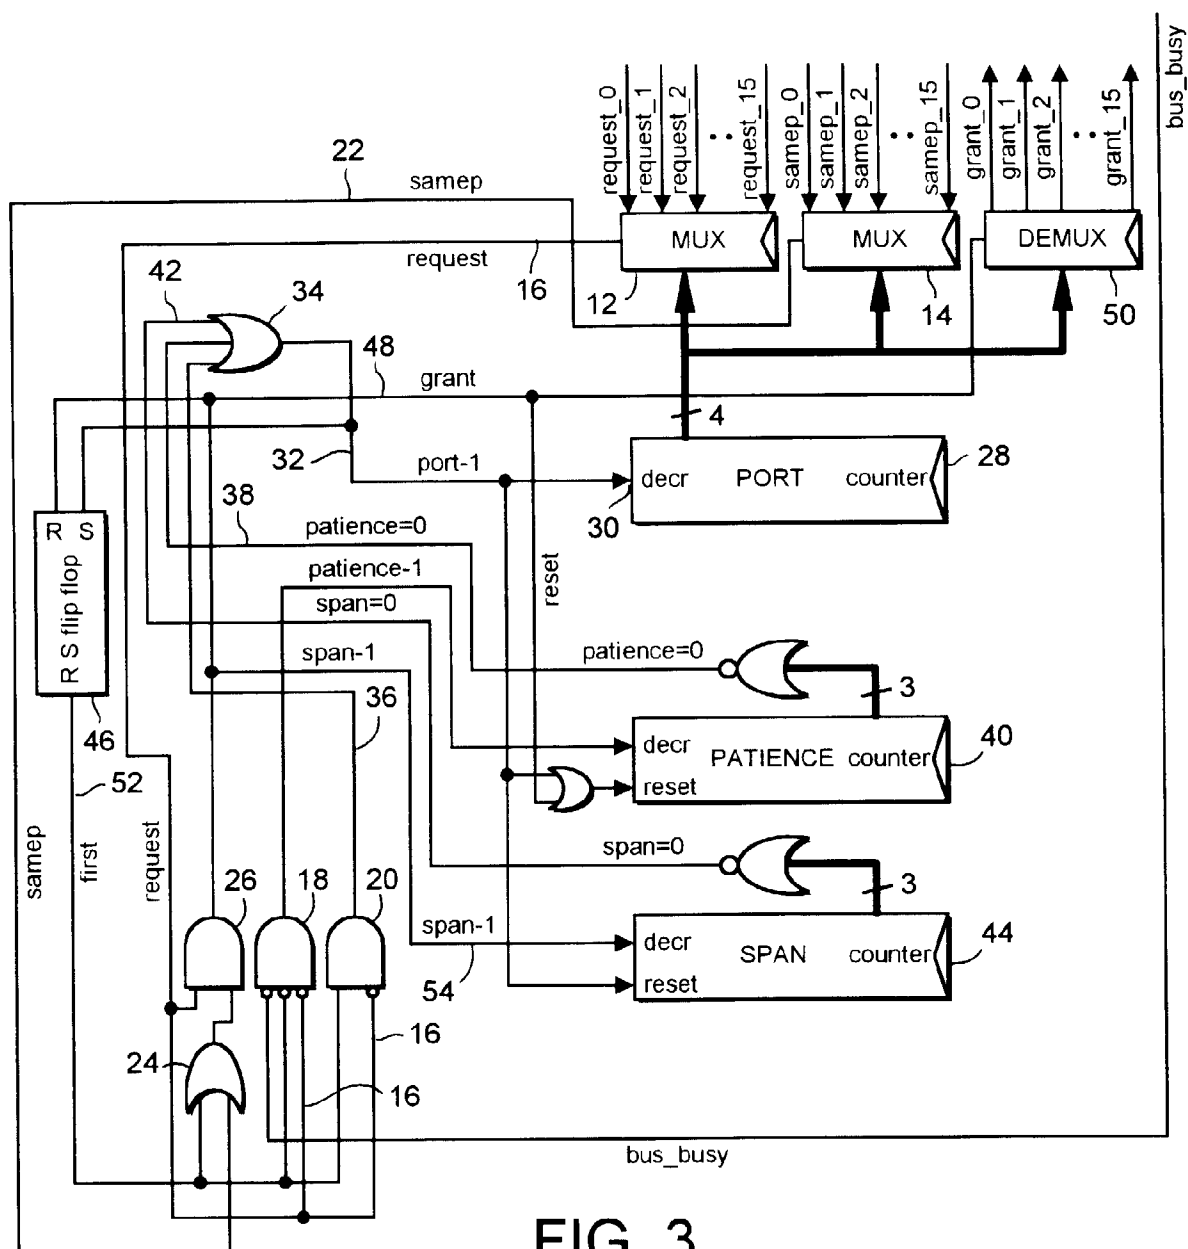 bus_busy
request_0
request_1
request_2
..
request_15
samep_0
samep_1
samep_2
..
samep_15
grant_0
grant_1
grant_2
..
grant_15
22
samep
MUX
MUX
DEMUX
request
16
12
14
50
42
34
48
grant
4
32
port-1
decr
PORT
counter
28
30
38
R S
R S flip flop
patience=0
patience-1
span=0
reset
span-1
patience=0
3
36
46
decr
PATIENCE
counter
40
reset
52
samep
first
request
span=0
3
26
18
20
span-1
decr
SPAN
counter
44
reset
54
16
24
16
bus_busy
FIG. 3